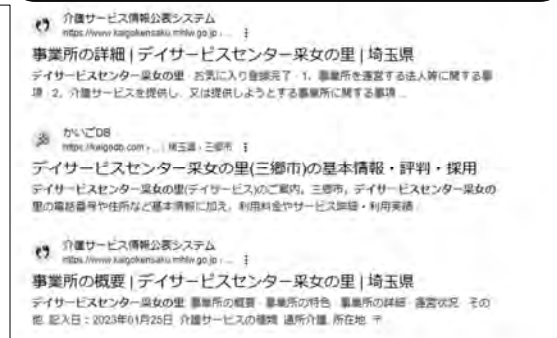 介護サービス情報公表システム
https://www.kaigokensaku.mhlw.go.jp › ...
事業所の詳細 | デイサービスセンター采女の里 | 埼玉県
デイサービスセンター采女の里 · お気に入り登録完了 · 1．事業所を運営する法人等に関する事
項 · 2．介護サービスを提供し、又は提供しようとする事業所に関する事項 ...
かいごDB
https://kaigodb.com › ... › 埼玉県 › 三郷市
デイサービスセンター采女の里(三郷市)の基本情報・評判・採用
デイサービスセンター采女の里(デイサービス)のご案内。三郷市，デイサービスセンター采女の
里の電話番号や住所など基本情報に加え、利用料金やサービス詳細・利用実績
介護サービス情報公表システム
https://www.kaigokensaku.mhlw.go.jp › ...
事業所の概要 | デイサービスセンター采女の里 | 埼玉県
デイサービスセンター采女の里 事業所の概要 · 事業所の特色 · 事業所の詳細 · 運営状況 · その
他 記入日：2023年01月25日 介護サービスの種類 通所介護 所在地 〒